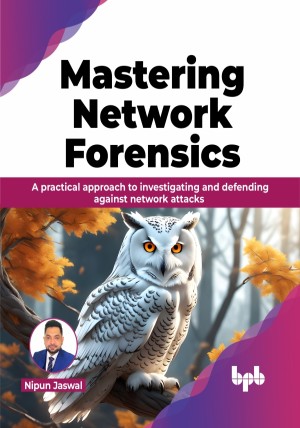 Mastering
Network
Forensics
A practical approach to investigating and defending
against network attacks
Nipun Jaswal
bpb